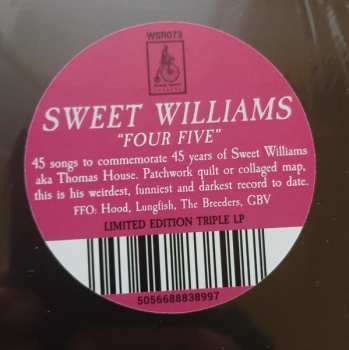 WSR073
SWEET WILLIAMS
"FOUR FIVE"
45 songs to commemorate 45 years of Sweet Williams
aka Thomas House. Patchwork quilt or collaged map,
this is his weirdest, funniest and darkest record to date.
FFO: Hood, Lungfish, The Breeders, GBV
LIMITED EDITION TRIPLE LP
5056688838997